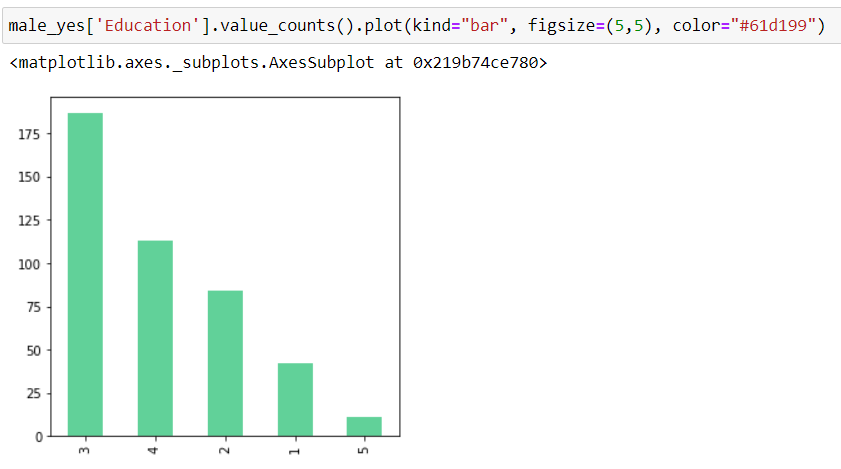 male_yes['Education'].value_counts().plot(kind="bar", figsize=(5,5), color="#61d199")
<matplotlib.axes._subplots.AxesSubplot at 0x219b74ce780>
175
150
125
100
75
50
25
0
3 4 2 1 5